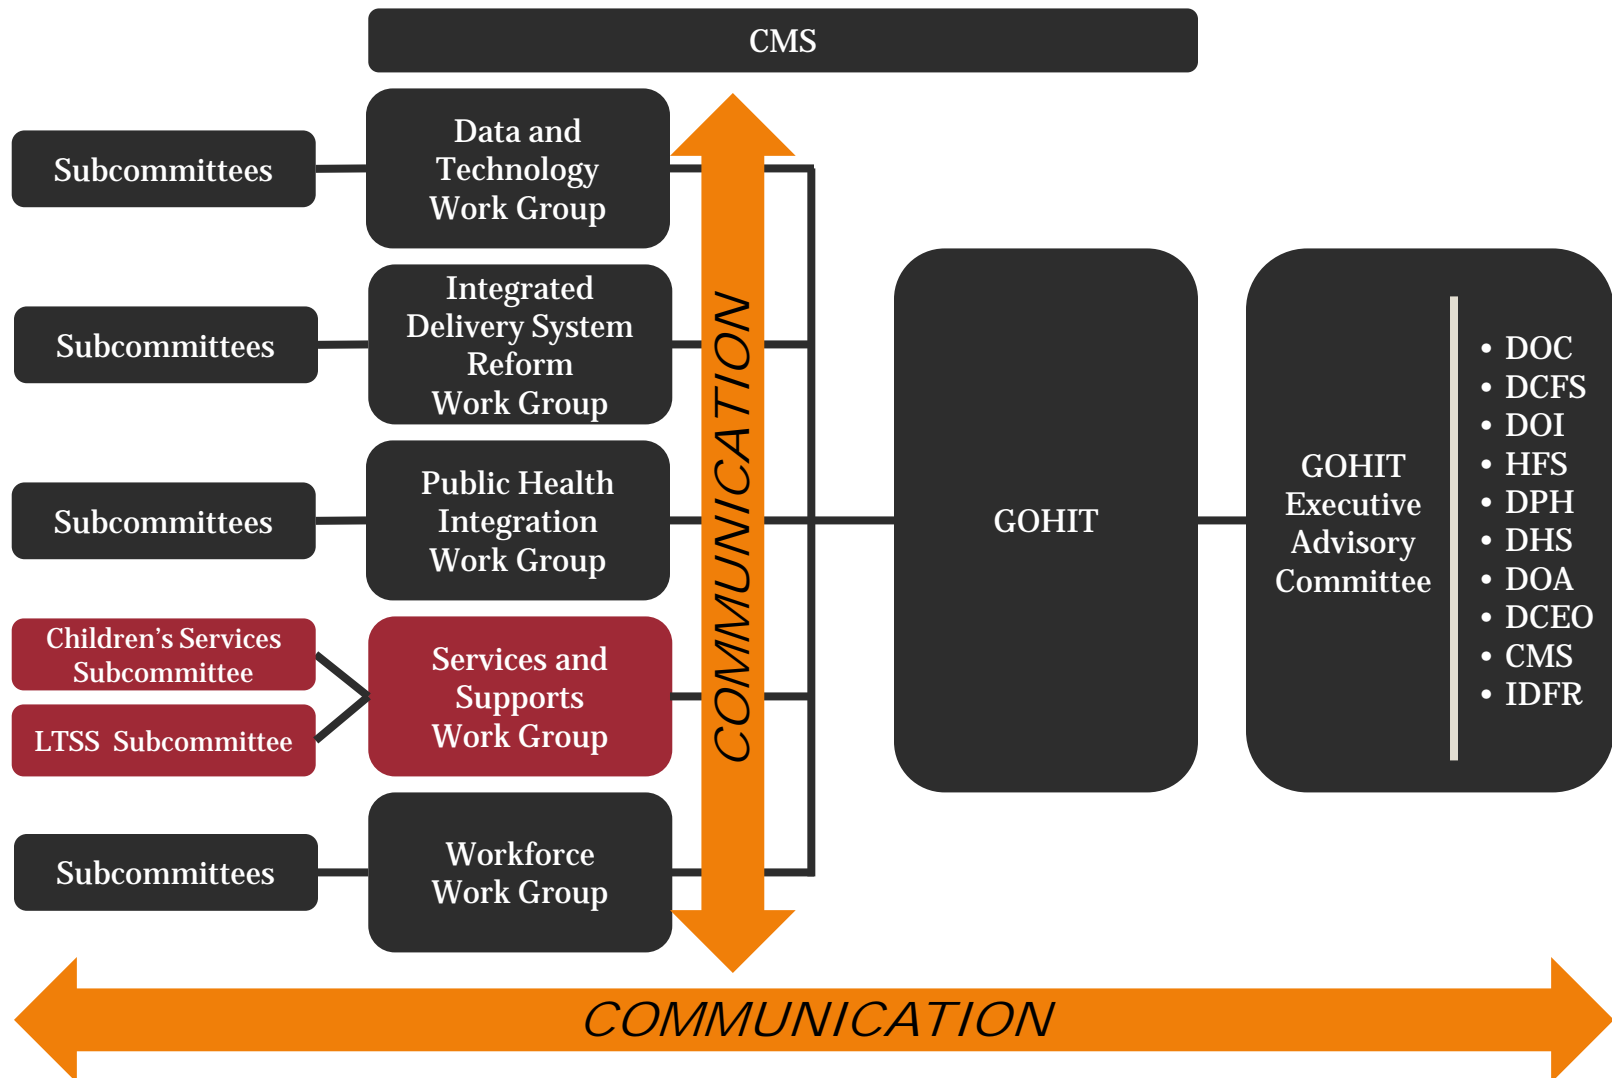 CMS
Subcommittees
Data and
Technology
Work Group
Subcommittees
Integrated
Delivery System
Reform
Work Group
Subcommittees
Public Health
Integration
Work Group
Children’s Services
Subcommittee
LTSS Subcommittee
Services and
Supports
Work Group
Subcommittees
Workforce
Work Group
COMMUNICATION
GOHIT
GOHIT
Executive
Advisory
Committee
• DOC
• DCFS
• DOI
• HFS
• DPH
• DHS
• DOA
• DCEO
• CMS
• IDFR
COMMUNICATION